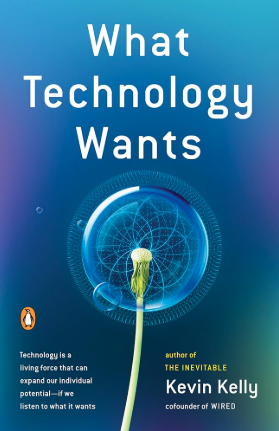 What
Technology
Wants
Technology is a
living force that can
expand our individual
potential—if we
listen to what it wants
author of
THE INEVITABLE
Kevin Kelly
cofounder of WIRED